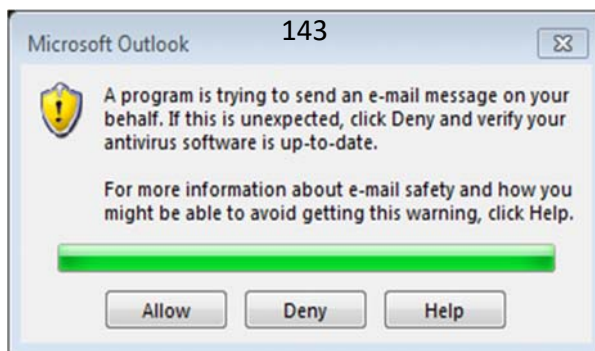 143
Microsoft Outlook
A program is trying to send an e-mail message on your
behalf. If this is unexpected, click Deny and verify your
antivirus software is up-to-date.
For more information about e-mail safety and how you
might be able to avoid getting this warning, click Help.
Allow Deny Help